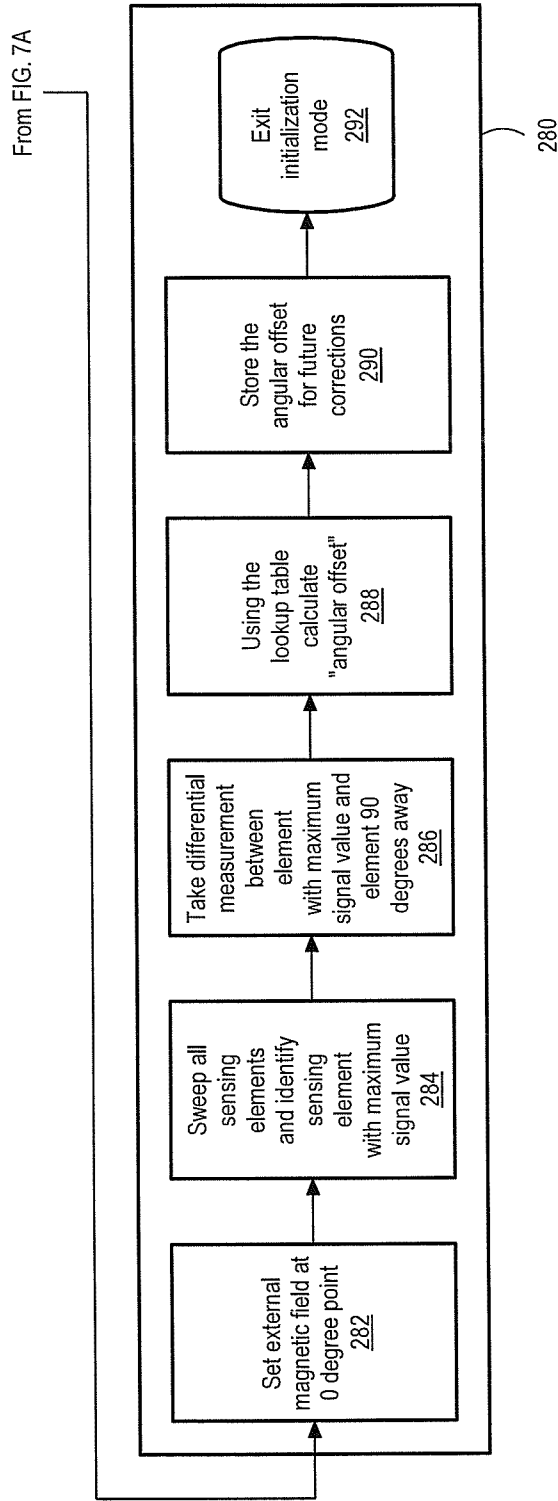 From FIG. 7A
Set external
magnetic field at
0 degree point
282
Sweep all
sensing
elements
and identify
sensing
element
with maximum
signal value
284
Take differential
measurement
between
element
with maximum
signal value and
element 90
degrees away
286
Using the
lookup table
calculate
"angular offset"
288
Store the
angular offset
for future
corrections
290
Exit
initialization
mode
292
280